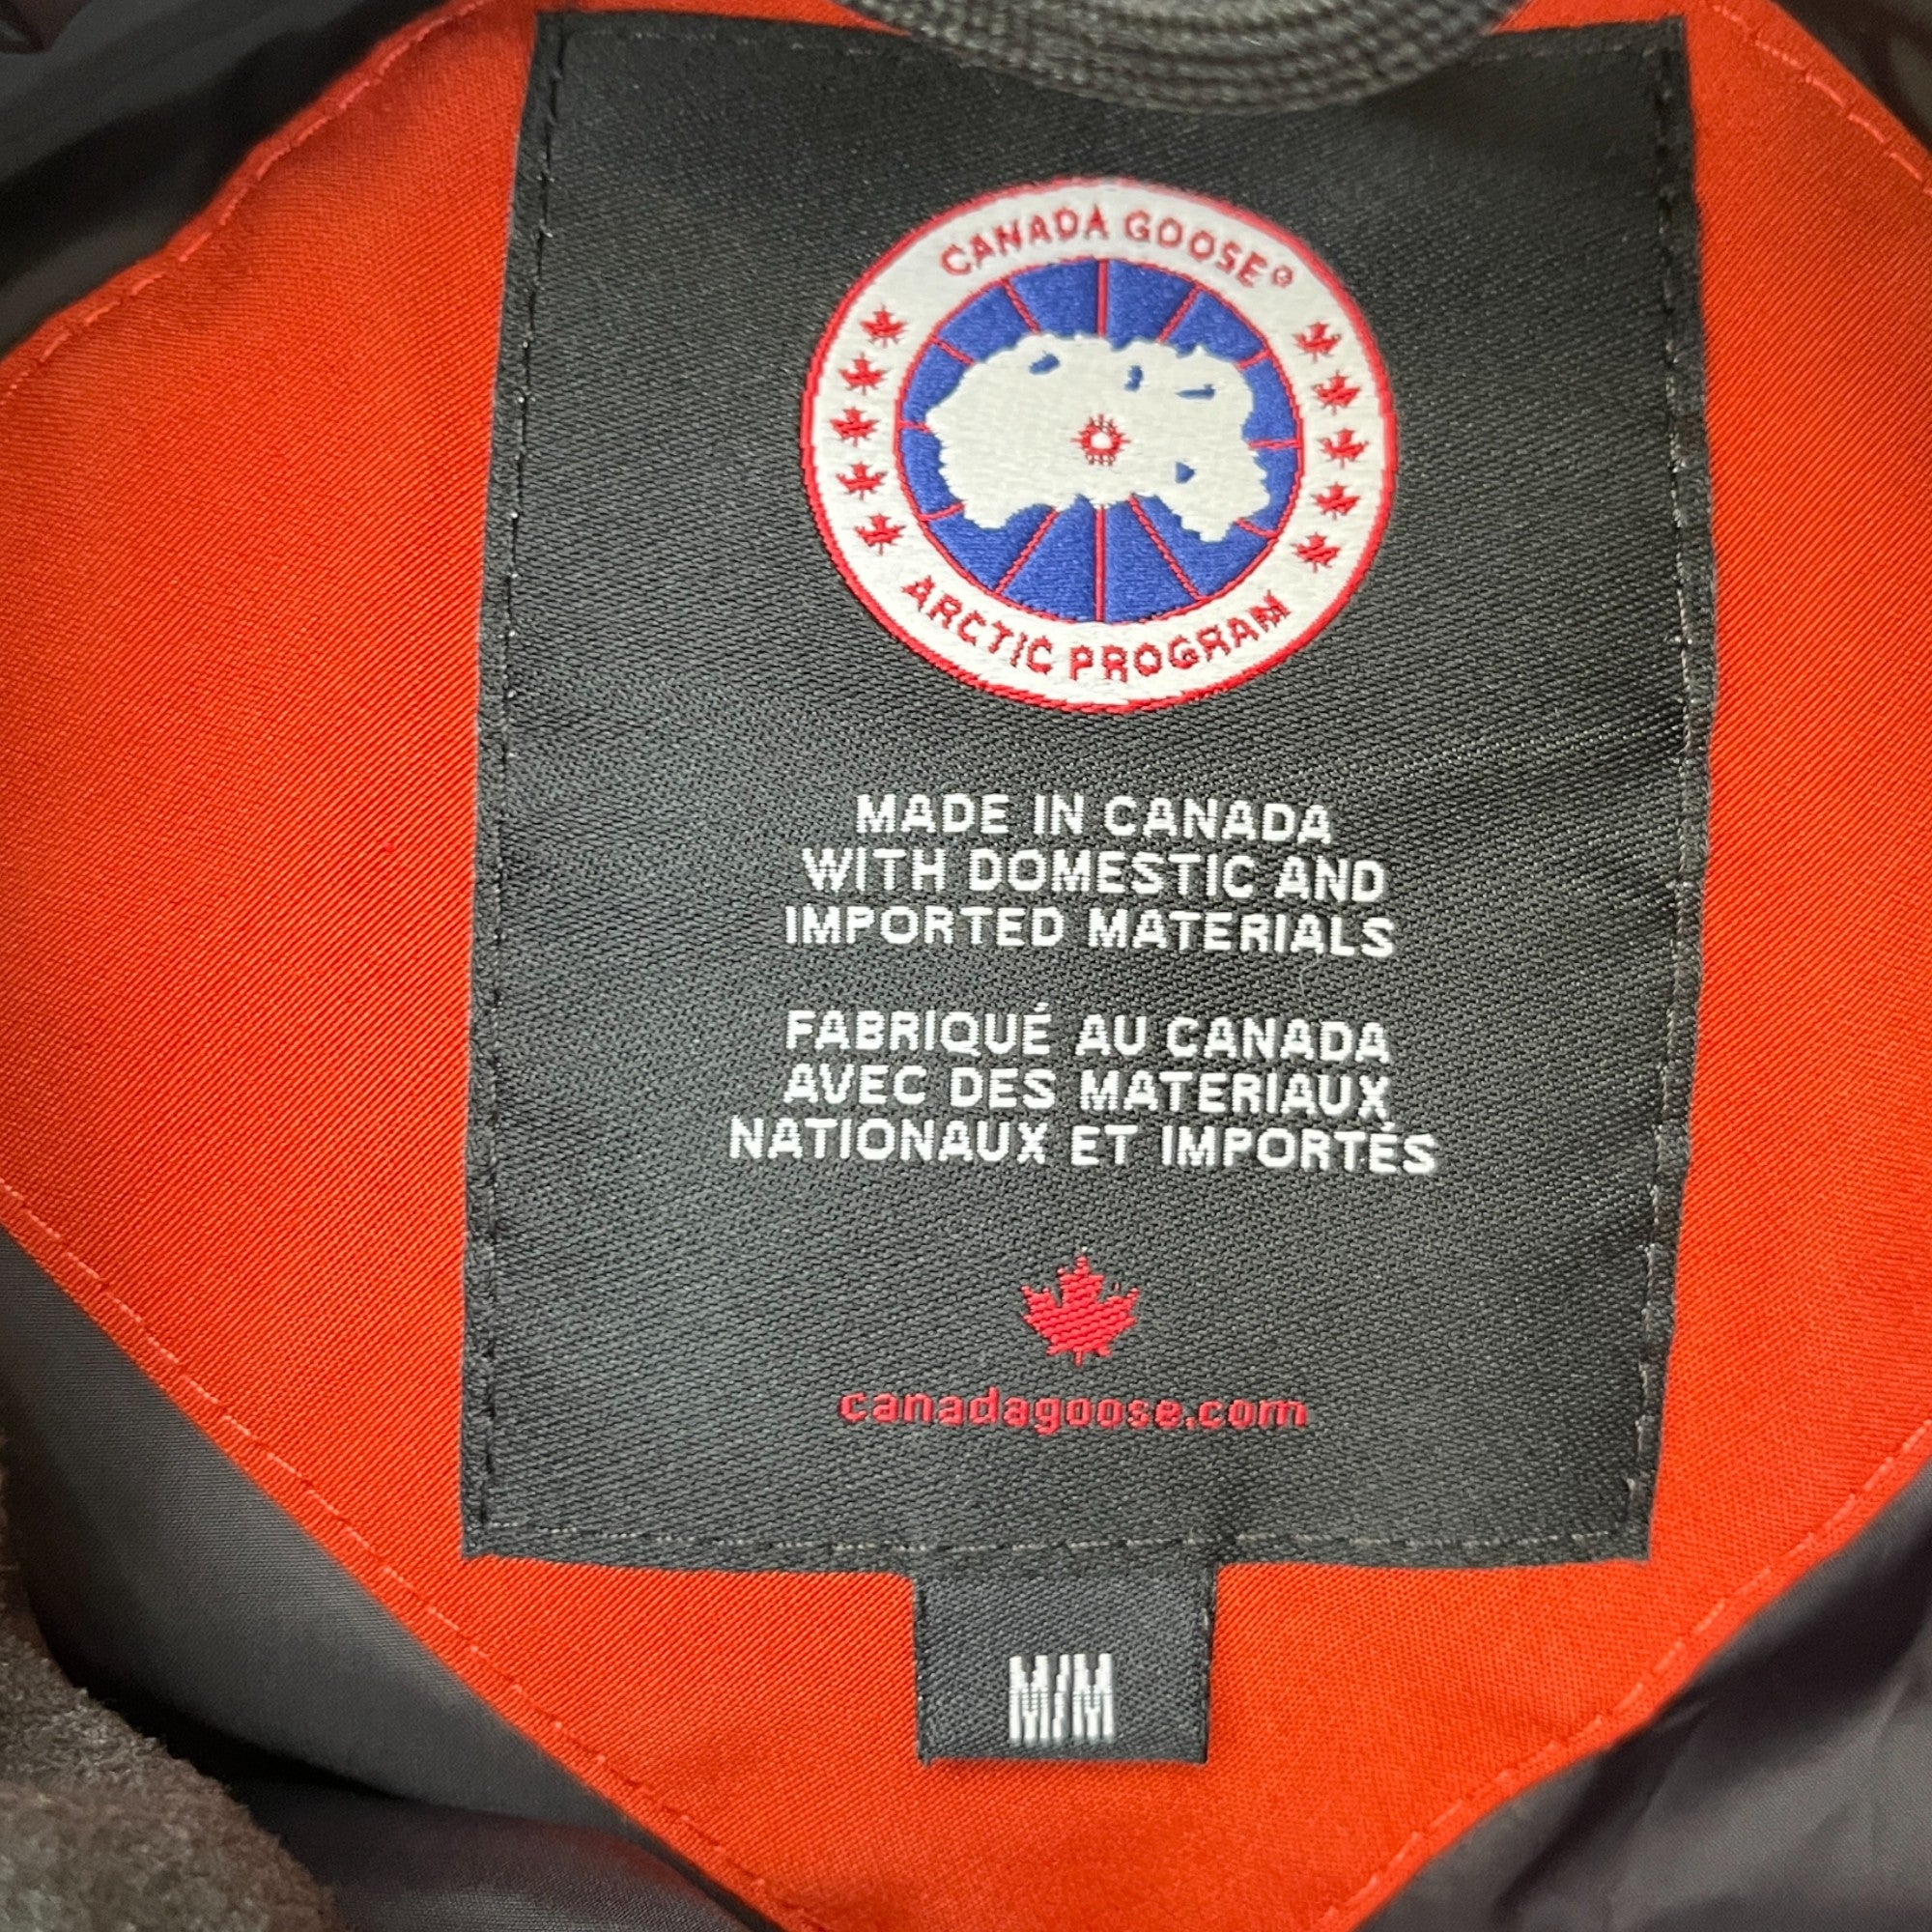 CANADA GOOSE®
ARCTIC PROGRAM
MADE IN CANADA
WITH DOMESTIC AND
IMPORTED MATERIALS
FABRIQUÉ AU CANADA
AVEC DES MATERIAUX
NATIONAUX ET IMPORTÉS
canadagoose.com
M/M